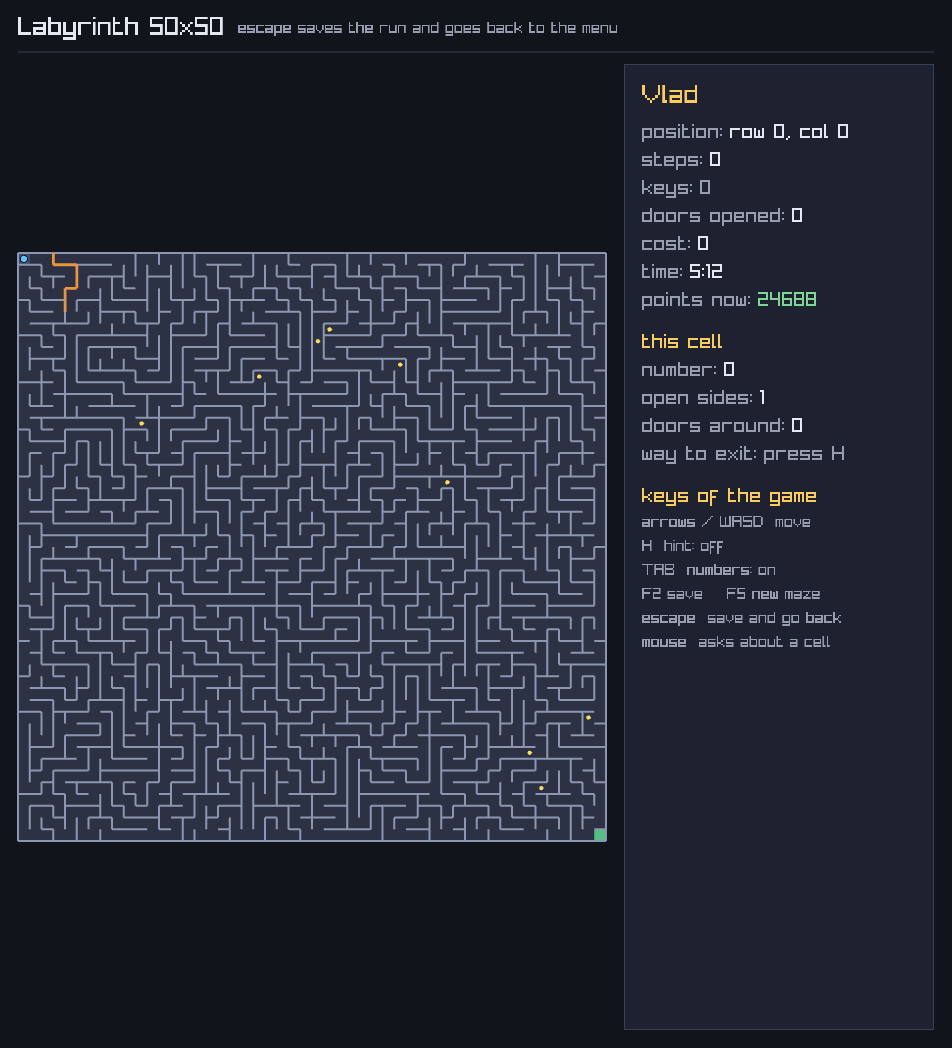 Labyrinth 50x50 escape saves the run and goes back to the menu
Vlad
position: row 0, col 0
steps: 0
keys: 0
doors opened: 0
cost: 0
time: 5:12
points now: 24688
this cell
number: 0
open sides: 1
doors around: 0
way to exit: press H
keys of the game
arrows / WASD move
H hint: off
TAB numbers: on
F2 save F5 new maze
escape save and go back
mouse asks about a cell